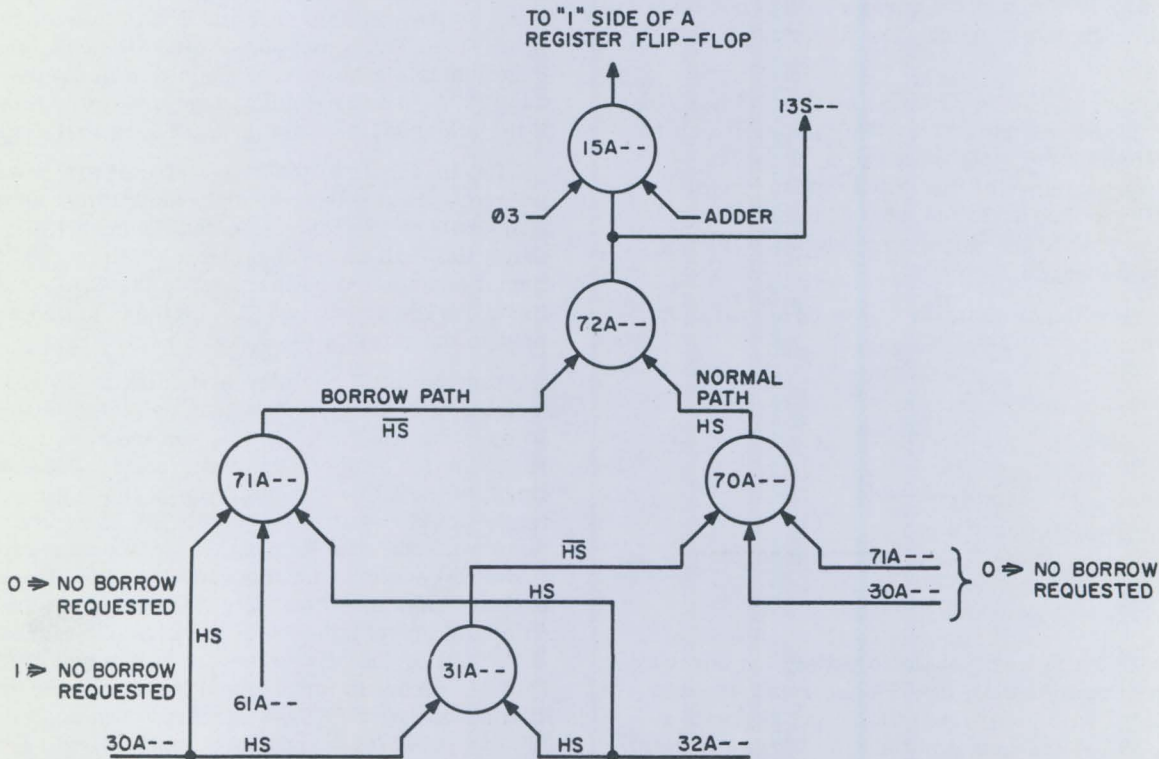 TO "1" SIDE OF A
REGISTER FLIP-FLOP
13S--
15A--
Ø3
ADDER
72A--
BORROW PATH
HS
NORMAL
PATH
HS
71A--
70A--
HS
71A--
30A--
0 ⇒ NO BORROW
REQUESTED
0 ⇒ NO BORROW
REQUESTED
HS
HS
1 ⇒ NO BORROW
REQUESTED
61A--
31A--
30A--
HS
HS
32A--